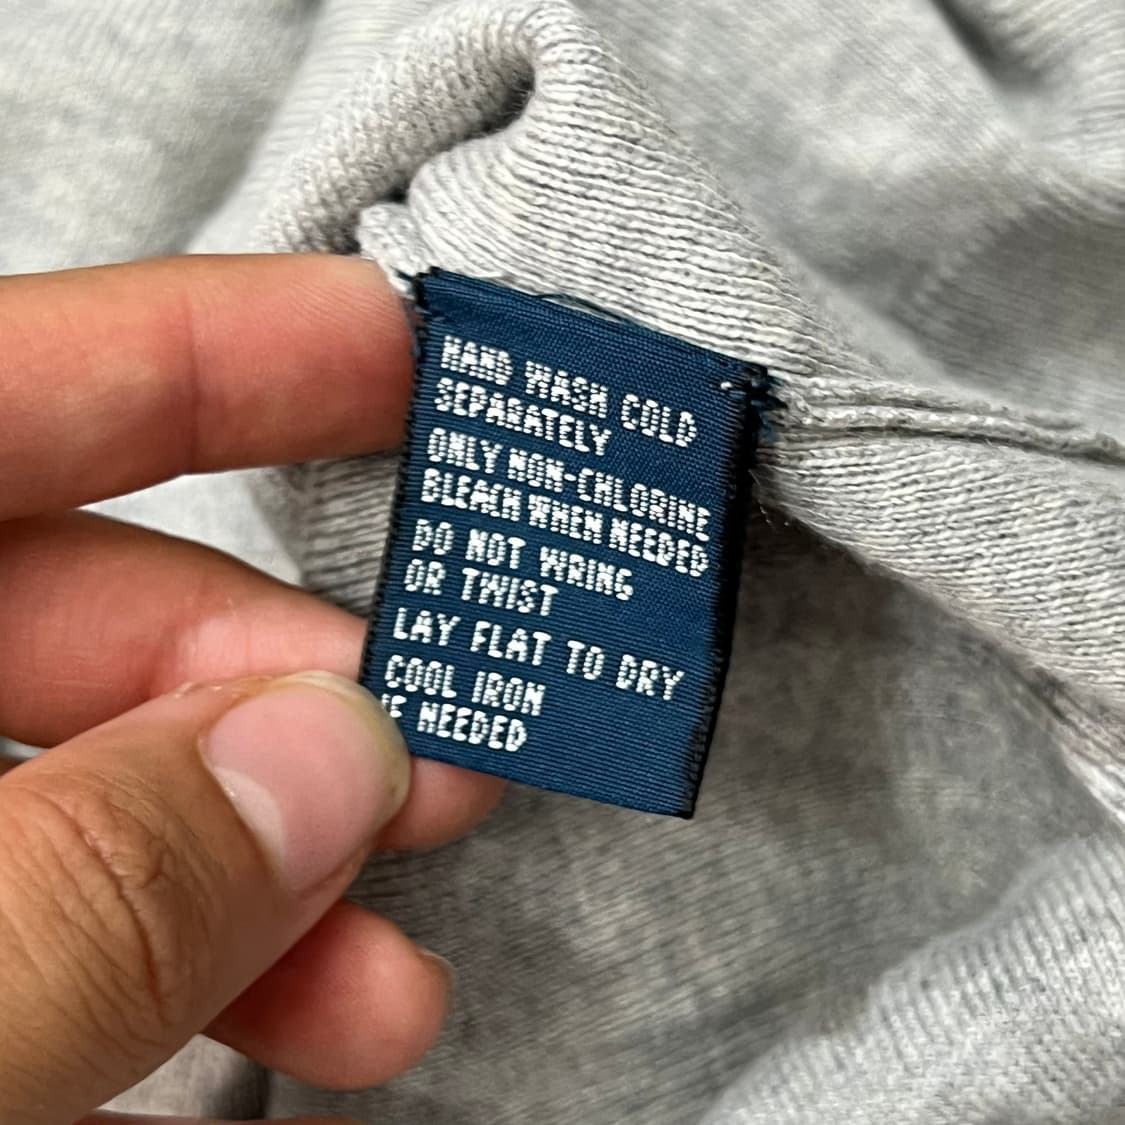 HAND WASH COLD
SEPARATELY
ONLY NON-CHLORINE
BLEACH WHEN NEEDED
DO NOT WRING
OR TWIST
LAY FLAT TO DRY
COOL IRON
IF NEEDED